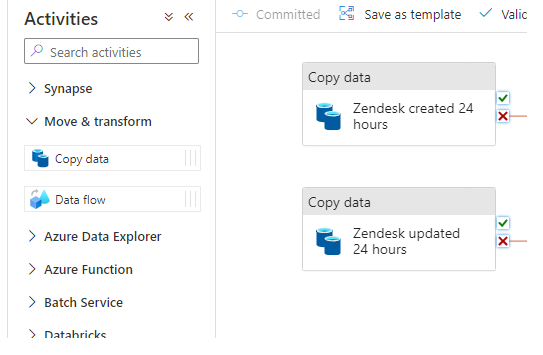 Activities
Search activities
Synapse
Move & transform
Copy data
Data flow
Azure Data Explorer
Azure Function
Batch Service
Databricks
Committed
Save as template
Copy data
Zendesk created 24
hours
Copy data
Zendesk updated
24 hours